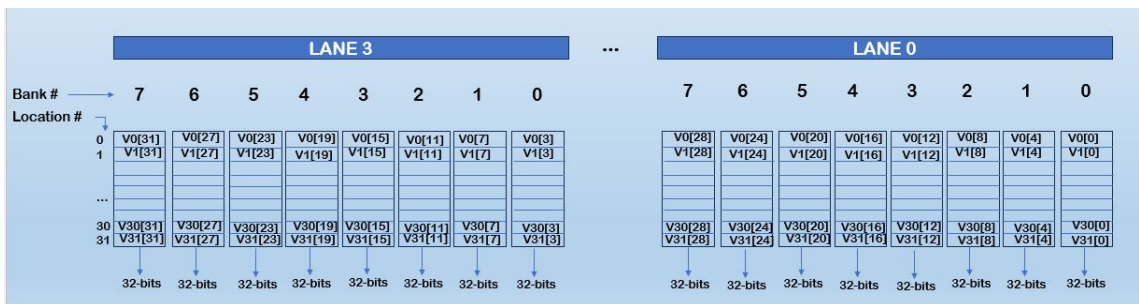 LANE 3 ... LANE 0
Bank # 7 6 5 4 3 2 1 0 7 6 5 4 3 2 1 0
Location #
0 V0[31] V0[27] V0[23] V0[19] V0[15] V0[11] V0[7] V0[3] V0[28] V0[24] V0[20] V0[16] V0[12] V0[8] V0[4] V0[0]
1 V1[31] V1[27] V1[23] V1[19] V1[15] V1[11] V1[7] V1[3] V1[28] V1[24] V1[20] V1[16] V1[12] V1[8] V1[4] V1[0]
...
30 V30[31] V30[27] V30[23] V30[19] V30[15] V30[11] V30[7] V30[3] V30[28] V30[24] V30[20] V30[16] V30[12] V30[8] V30[4] V30[0]
31 V31[31] V31[27] V31[23] V31[19] V31[15] V31[11] V31[7] V31[3] V31[28] V31[24] V31[20] V31[16] V31[12] V31[8] V31[4] V31[0]
32-bits 32-bits 32-bits 32-bits 32-bits 32-bits 32-bits 32-bits 32-bits 32-bits 32-bits 32-bits 32-bits 32-bits 32-bits 32-bits